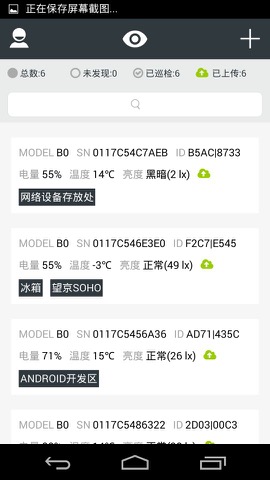 正在保存屏幕截图...
总数:6 未发现:0 已巡检:6 已上传:6
MODEL B0 SN 0117C54C7AEB ID B5AC|8733
电量 55% 温度 14℃ 亮度 黑暗(2 lx)
网络设备存放处
MODEL B0 SN 0117C546E3E0 ID F2C7|E545
电量 55% 温度 -3℃ 亮度 正常(49 lx)
冰箱 望京SOHO
MODEL B0 SN 0117C5456A36 ID AD71|435C
电量 71% 温度 15℃ 亮度 正常(26 lx)
ANDROID开发区
MODEL B0 SN 0117C5486322 ID 2D03|00C3